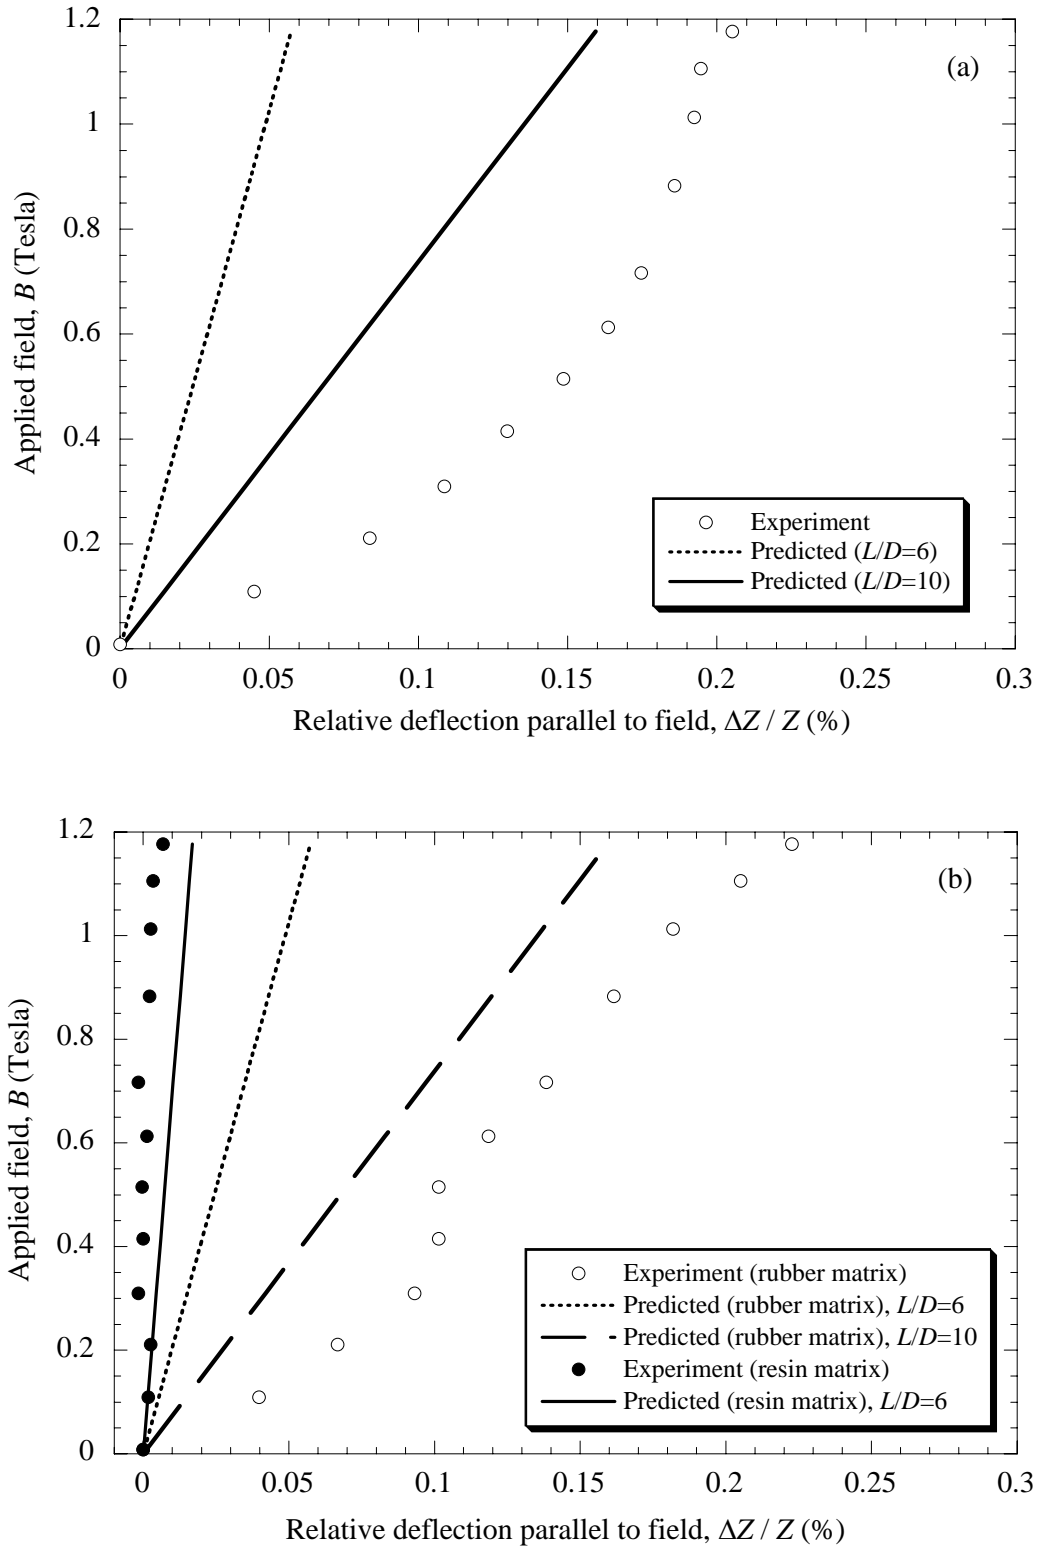 1.2
(a)
1
0.8
0.6
0.4
0.2
0
Applied field, B (Tesla)
Experiment
Predicted (L/D=6)
Predicted (L/D=10)
0 0.05 0.1 0.15 0.2 0.25 0.3
Relative deflection parallel to field, ΔZ / Z (%)
1.2
(b)
1
0.8
0.6
0.4
0.2
0
Applied field, B (Tesla)
Experiment (rubber matrix)
Predicted (rubber matrix), L/D=6
Predicted (rubber matrix), L/D=10
Experiment (resin matrix)
Predicted (resin matrix), L/D=6
0 0.05 0.1 0.15 0.2 0.25 0.3
Relative deflection parallel to field, ΔZ / Z (%)